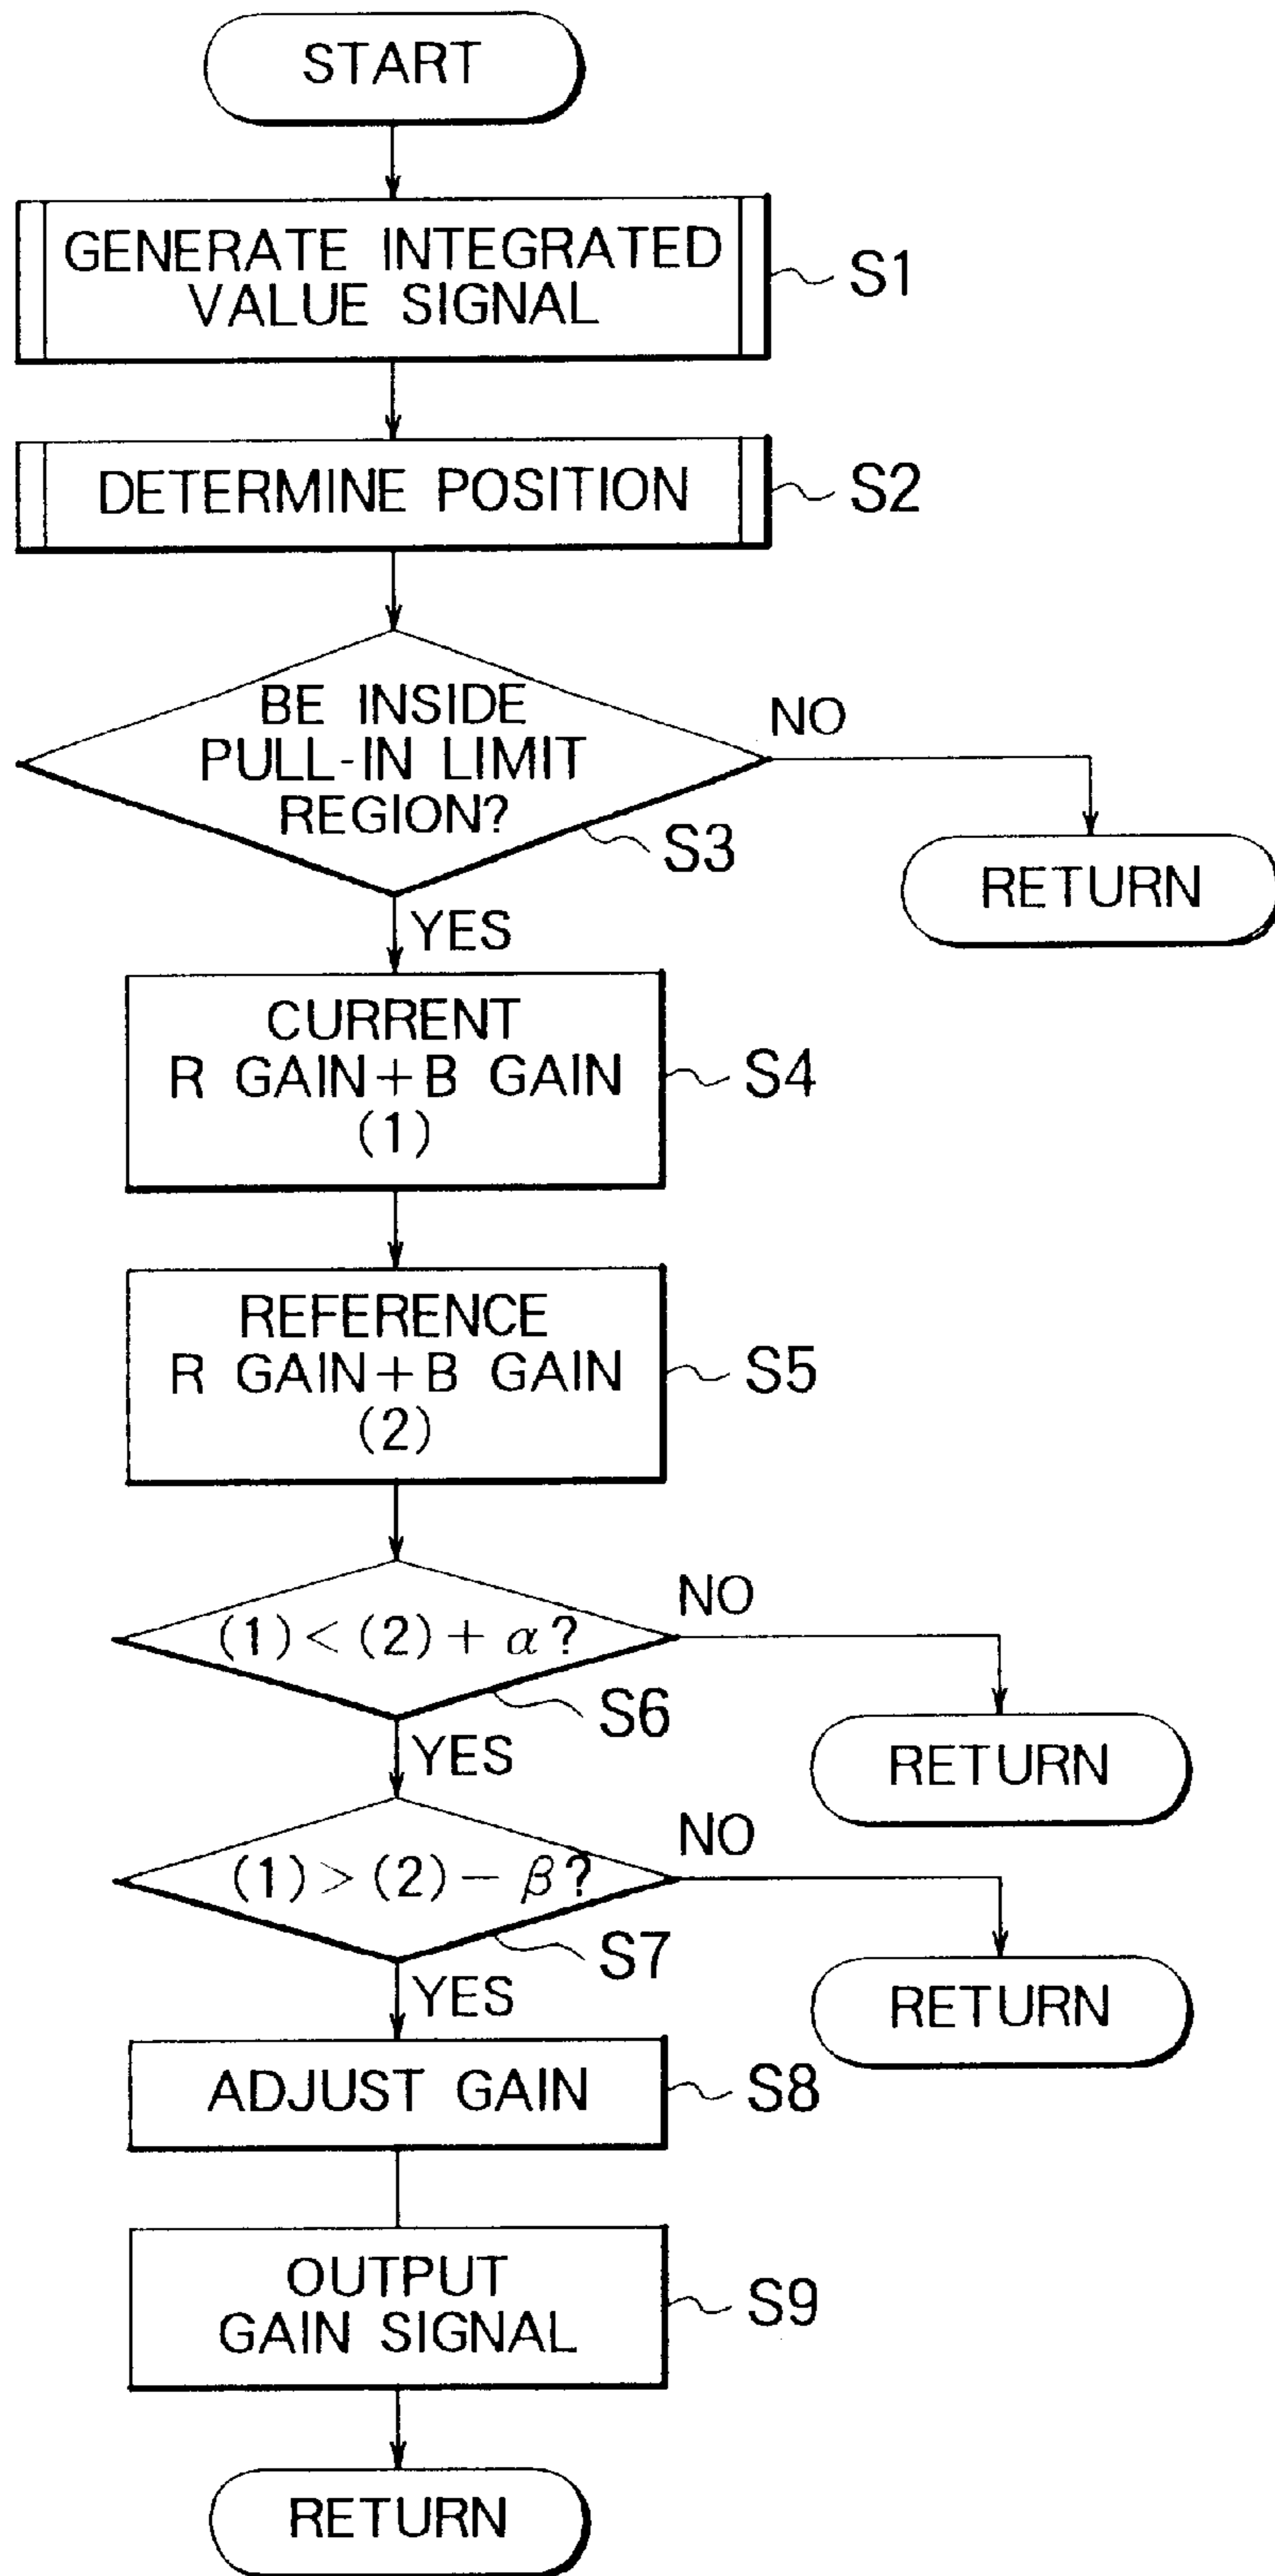 START
GENERATE INTEGRATED
VALUE SIGNAL
S1
DETERMINE POSITION
S2
BE INSIDE
PULL-IN LIMIT
REGION?
NO
S3
RETURN
YES
CURRENT
R GAIN+B GAIN
(1)
S4
REFERENCE
R GAIN+B GAIN
(2)
S5
(1)<(2)+ α?
NO
S6
RETURN
YES
(1)>(2)− β?
NO
S7
RETURN
YES
ADJUST GAIN
S8
OUTPUT
GAIN SIGNAL
S9
RETURN